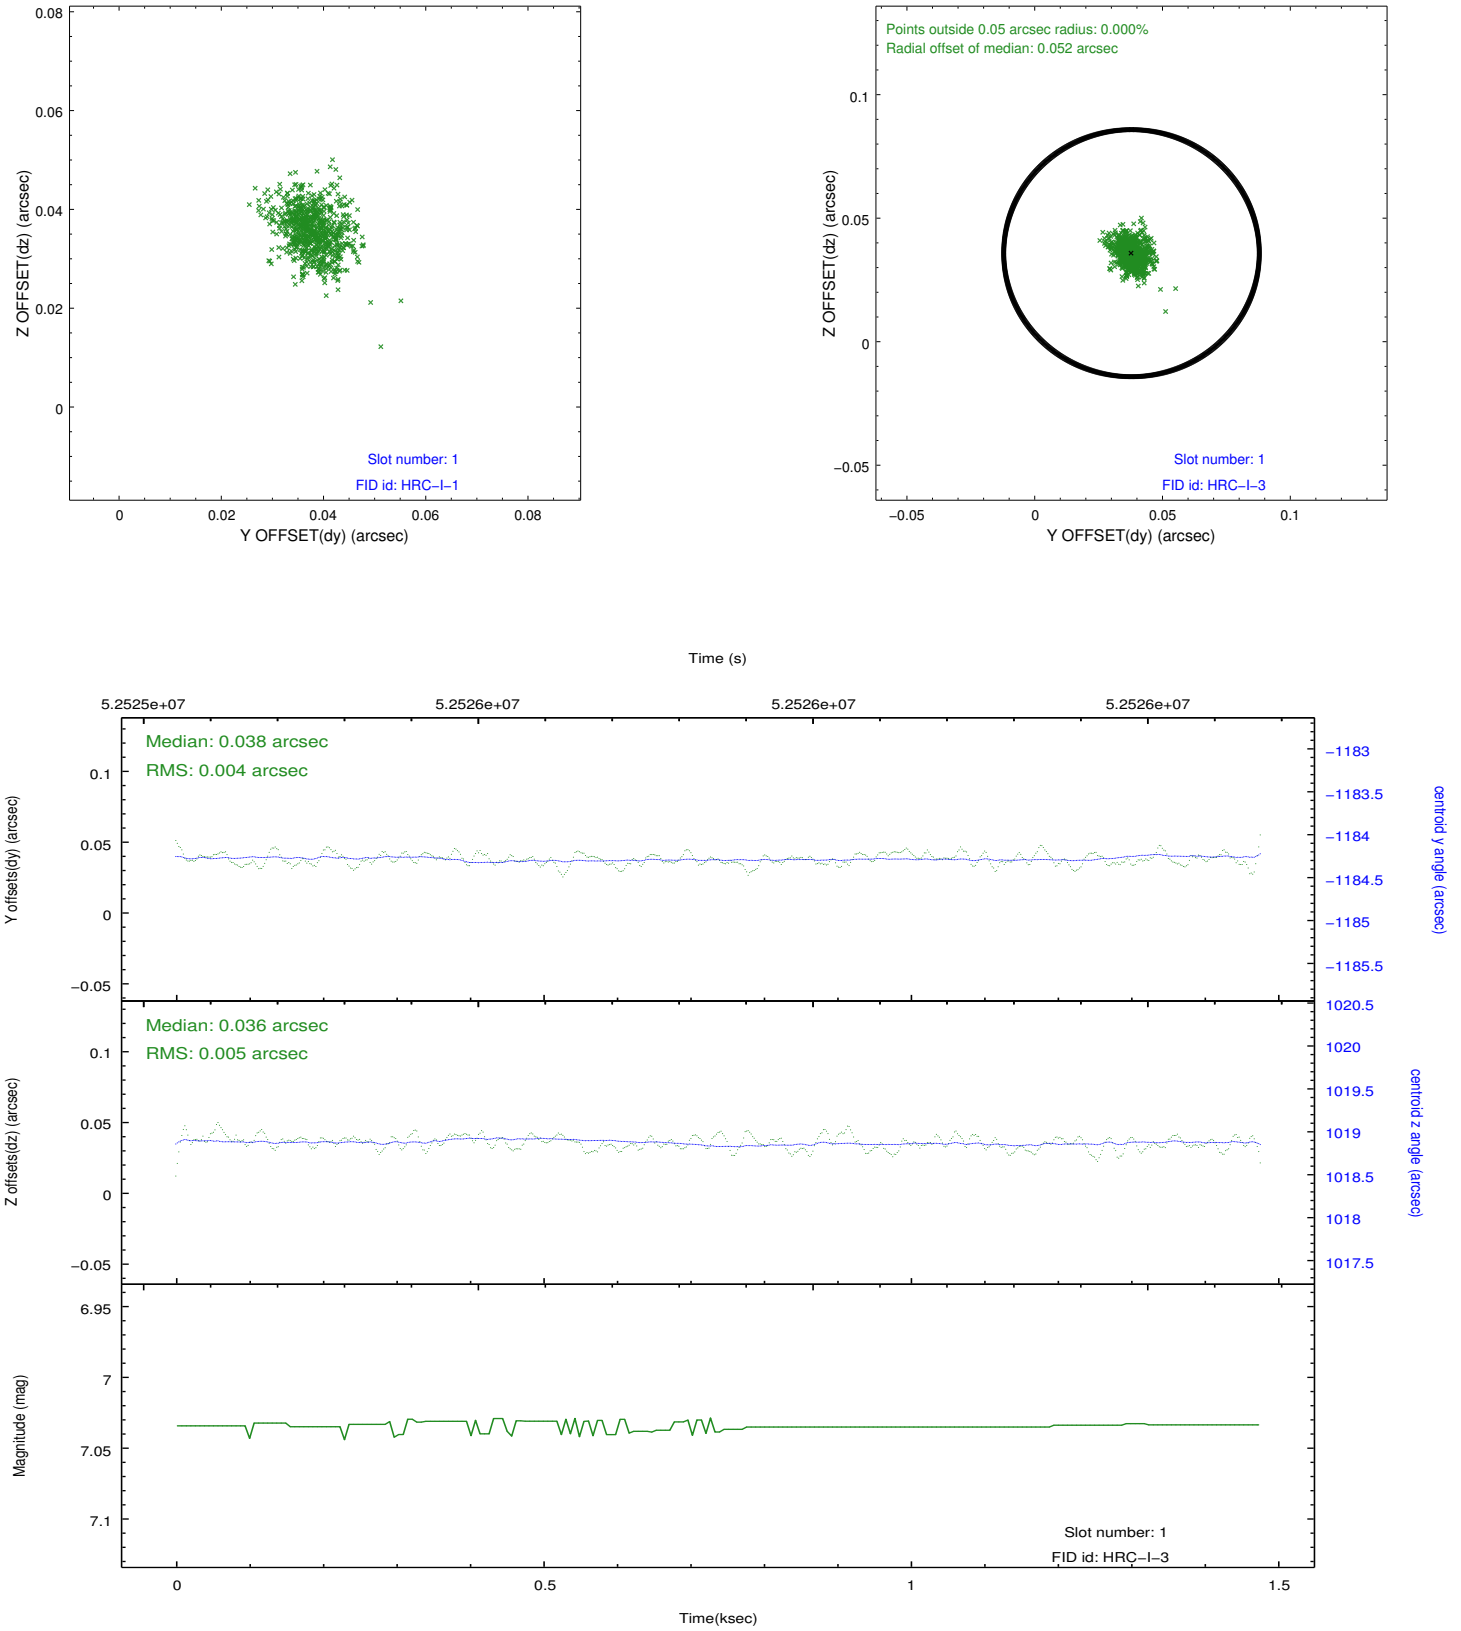 0.08
0.06
0.04
0.02
0
Z OFFSET(dz) (arcsec)
Slot number: 1
FID id: HRC−I−1
0 0.02 0.04 0.06 0.08
Y OFFSET(dy) (arcsec)
Points outside 0.05 arcsec radius: 0.000%
Radial offset of median: 0.052 arcsec
0.1
0.05
0
−0.05
Z OFFSET(dz) (arcsec)
Slot number: 1
FID id: HRC−I−3
−0.05 0 0.05 0.1
Y OFFSET(dy) (arcsec)
Time (s)
5.2525e+07 5.2526e+07 5.2526e+07 5.2526e+07
Median: 0.038 arcsec
RMS: 0.004 arcsec
0.1
0.05
0
−0.05
Y offsets(dy) (arcsec)
−1183
−1183.5
−1184
−1184.5
−1185
−1185.5
centroid y angle (arcsec)
Median: 0.036 arcsec
RMS: 0.005 arcsec
0.1
0.05
0
−0.05
Z offsets(dz) (arcsec)
1020.5
1020
1019.5
1019
1018.5
1018
1017.5
centroid z angle (arcsec)
6.95
7
7.05
7.1
Magnitude (mag)
Slot number: 1
FID id: HRC−I−3
0 0.5 1 1.5
Time(ksec)